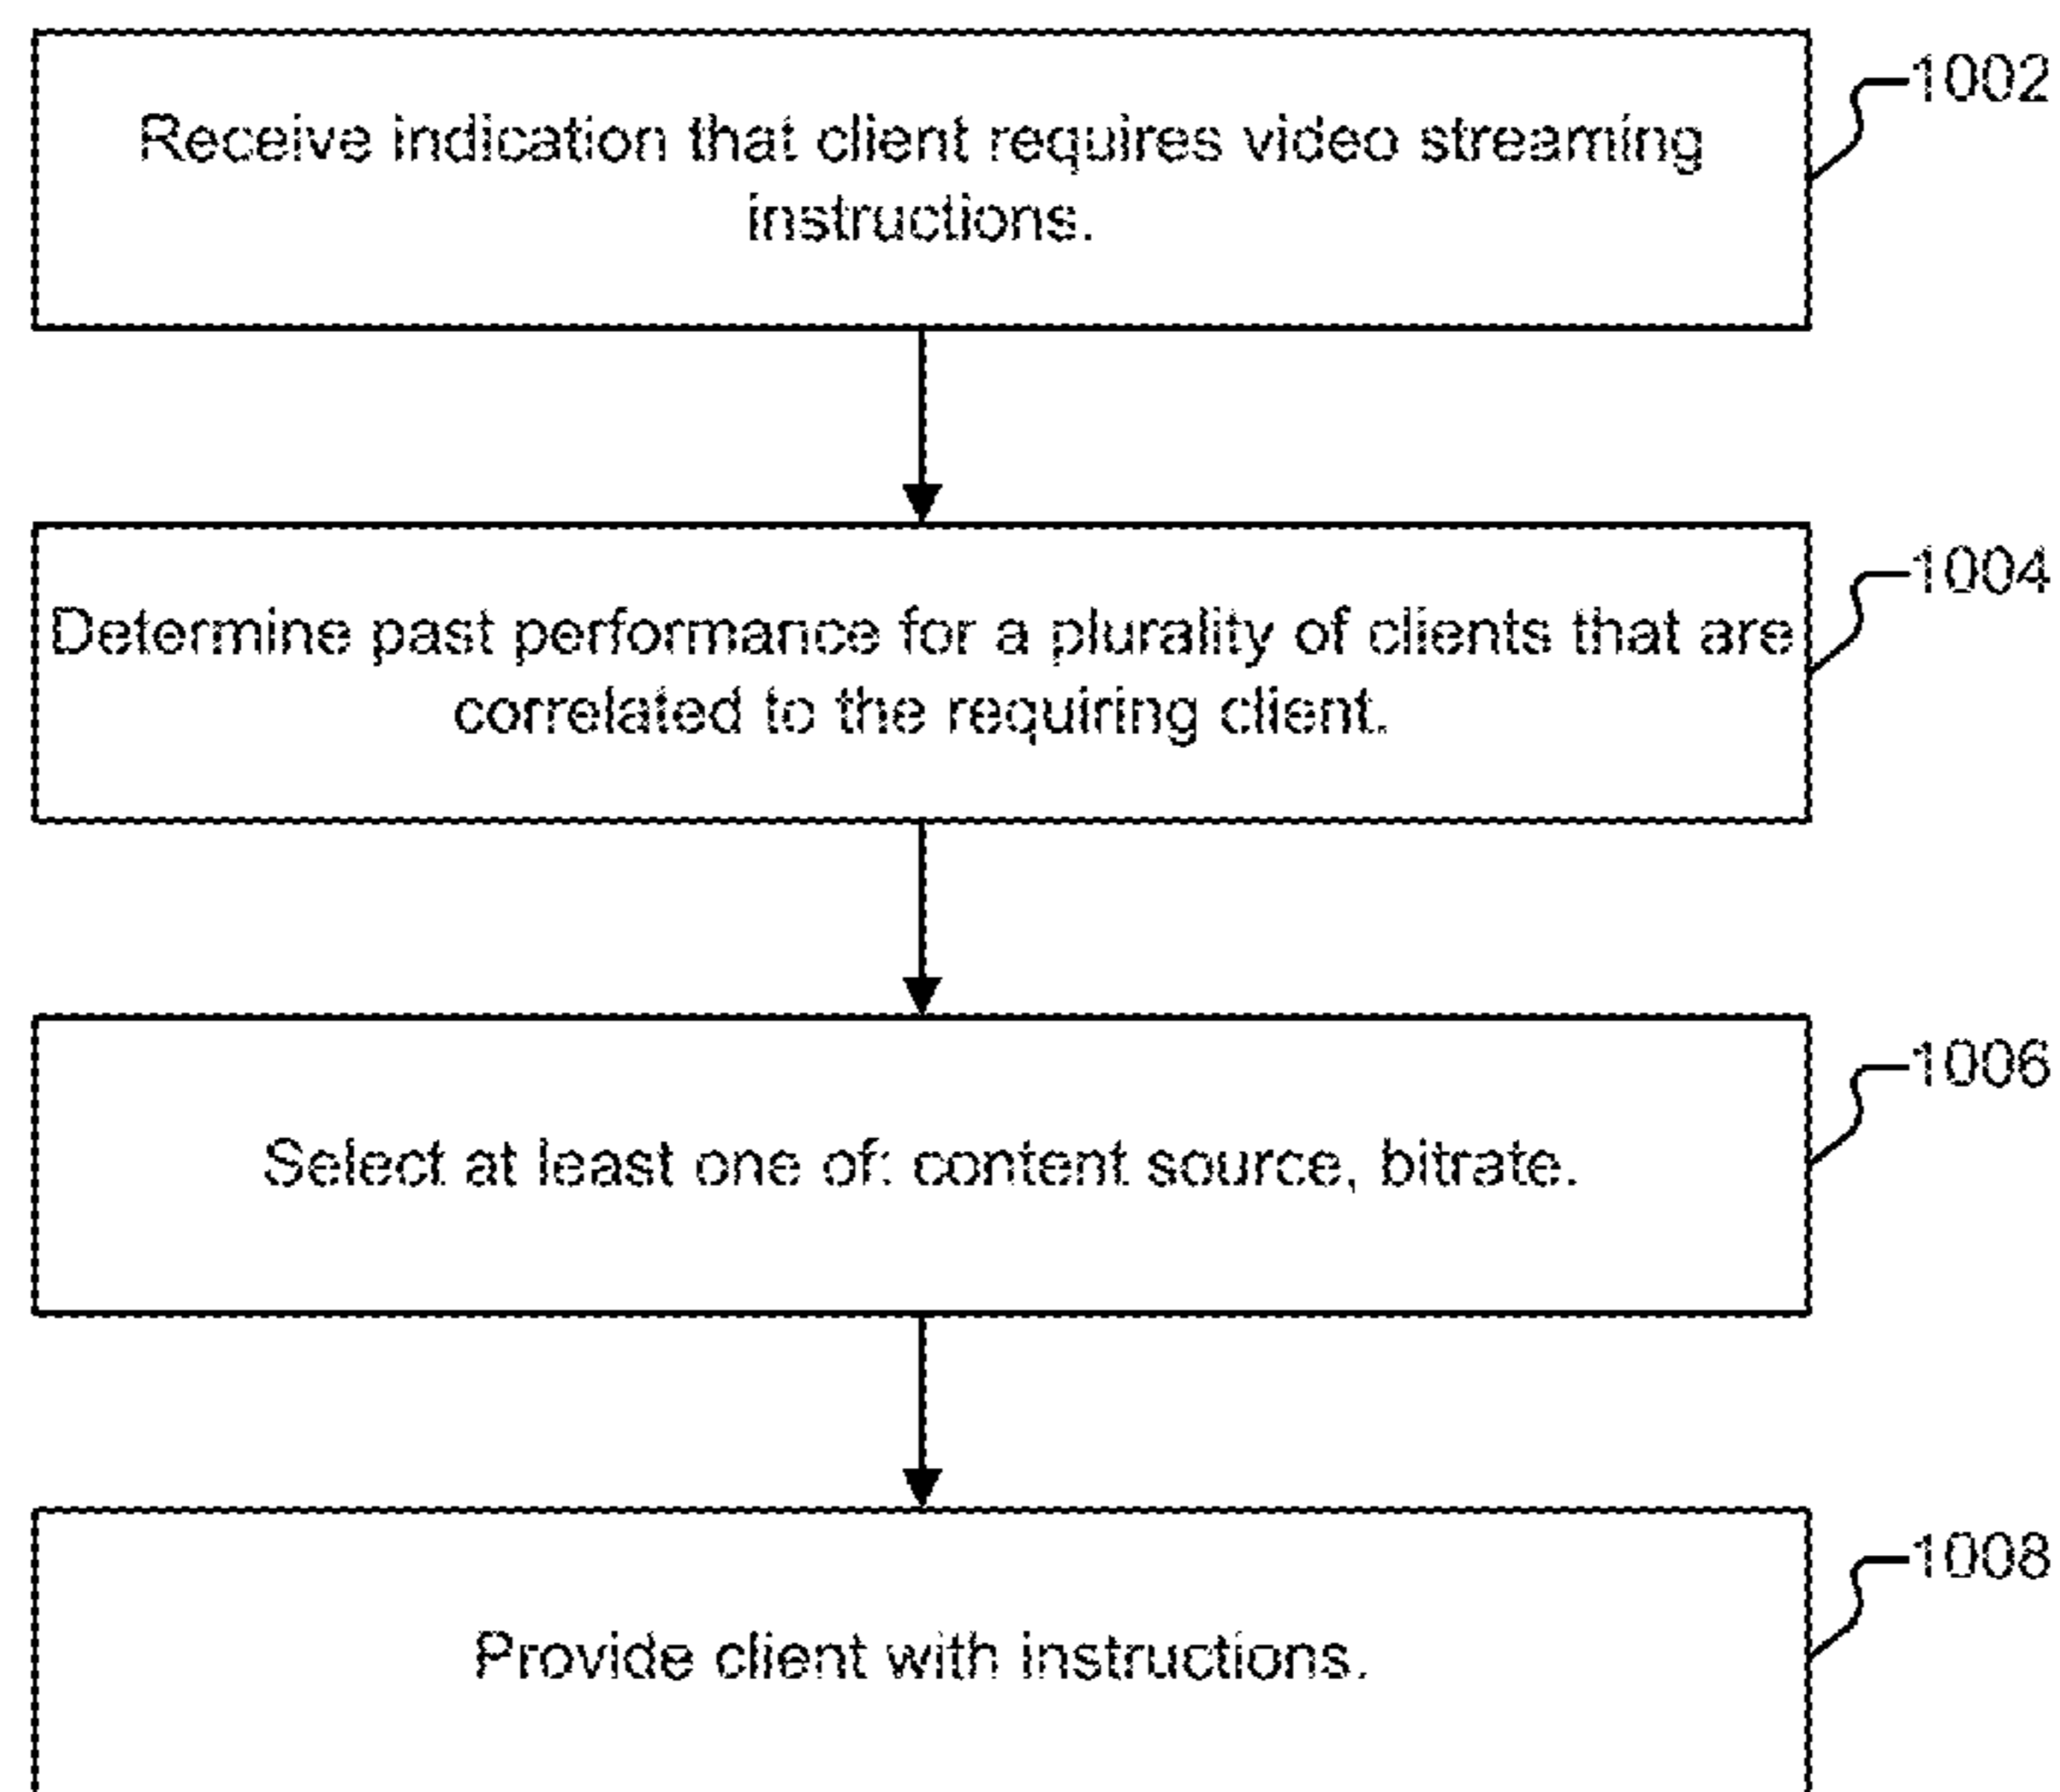 Receive indication that client requires video streaming
instructions.
1002
Determine past performance for a plurality of clients that are
correlated to the requiring client.
1004
Select at least one of: content source, bitrate.
1006
Provide client with instructions.
1008